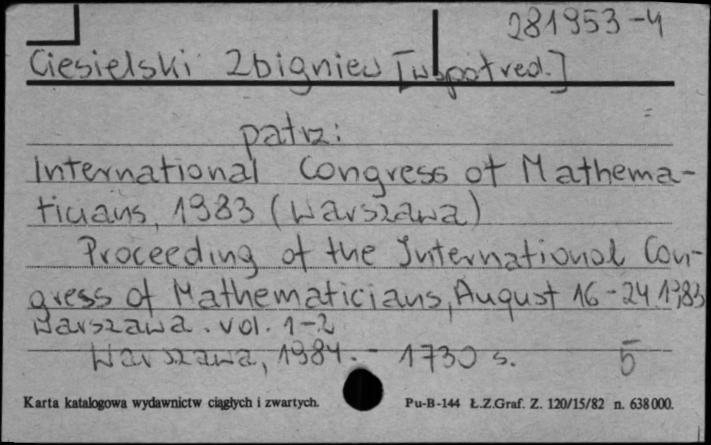 281953-4
Ciesielski Zbigniew [współred.]
patrz:
International Congress of Mathema-
ticians, 1983 (Warszawa)
Proceeding of the International Con-
gress of Mathematicians, August 16-24.1983
Warszawa. vol. 1-2
Warszawa, 1984.- 1730 s. 5
Karta katalogowa wydawnictw ciągłych i zwartych. Pu-B-144 Ł.Z.Graf. Z. 120/15/82 n. 638000.